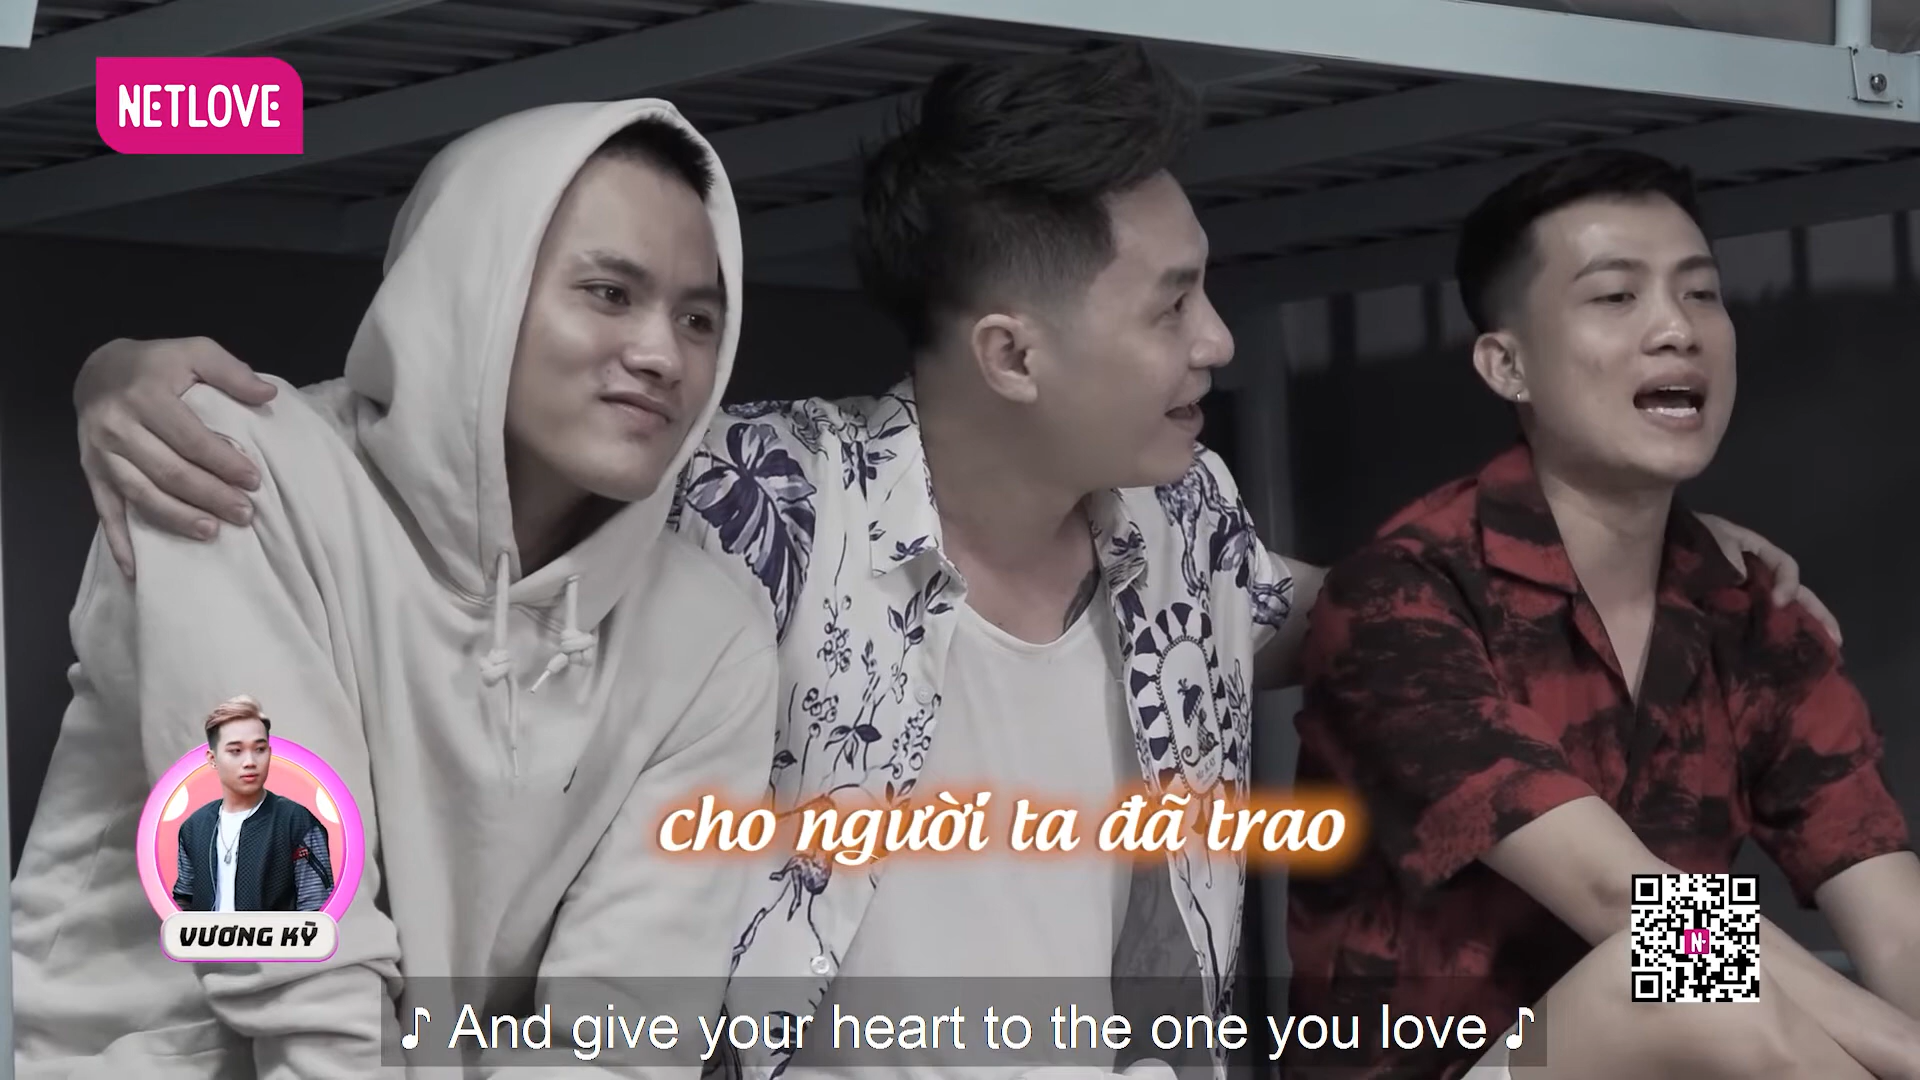 NETLOVE
cho người ta đã trao
VƯƠNG KỲ
N
♪ And give your heart to the one you love ♪